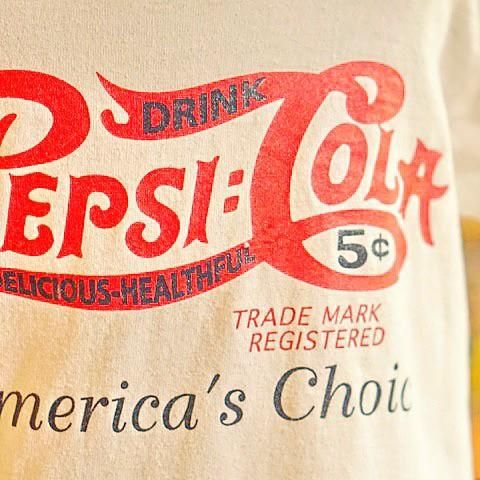 DRINK
PEPSI:COLA
5¢
DELICIOUS-HEALTHFUL
TRADE MARK
REGISTERED
merica's Choic